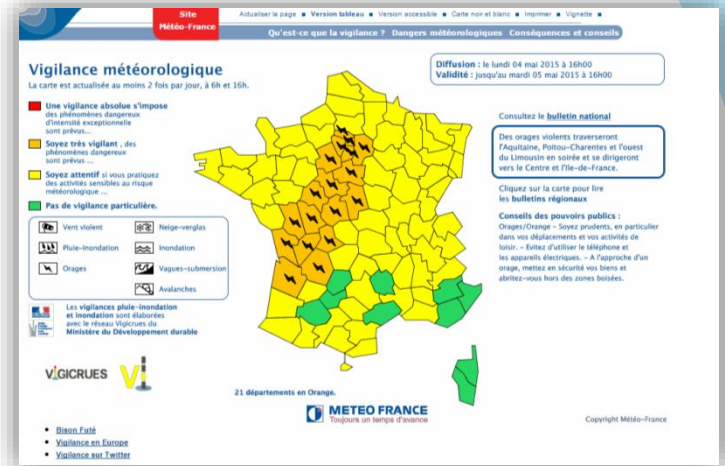 Site
Météo-France
Actualiser la page ■ Version tableau ■ Version accessible ■ Carte noir et blanc ■ Imprimer ■ Vignette ■
Qu'est-ce que la vigilance ? Dangers météorologiques Conséquences et conseils
Vigilance météorologique
La carte est actualisée au moins 2 fois par jour, à 6h et 16h.
Diffusion : le lundi 04 mai 2015 à 16h00
Validité : jusqu'au mardi 05 mai 2015 à 16h00
Une vigilance absolue s'impose
des phénomènes dangereux
d'intensité exceptionnelle
sont prévus...
Soyez très vigilant , des
phénomènes dangereux
sont prévus ...
Soyez attentif si vous pratiquez
des activités sensibles au risque
météorologique ...
Pas de vigilance particulière.
Vent violent
Neige-verglas
Pluie-Inondation
Inondation
Orages
Vagues-submersion
Avalanches
Les vigilances pluie-inondation
et inondation sont élaborées
avec le réseau Vigicrues du
Ministère du Développement durable
VIGICRUES
Bison Futé
Vigilance en Europe
Vigilance sur Twitter
21 départements en Orange.
METEO FRANCE
Toujours un temps d'avance
Consultez le bulletin national
Des orages violents traverseront
l'Aquitaine, Poitou-Charentes et l'ouest
du Limousin en soirée et se dirigeront
vers le Centre et l'Ile-de-France.
Cliquez sur la carte pour lire
les bulletins régionaux
Conseils des pouvoirs publics :
Orages/Orange - Soyez prudents, en particulier
dans vos déplacements et vos activités de
loisir. - Evitez d'utiliser le téléphone et
les appareils électriques. - A l'approche d'un
orage, mettez en sécurité vos biens et
abritez-vous hors des zones boisées.
Copyright Météo-France